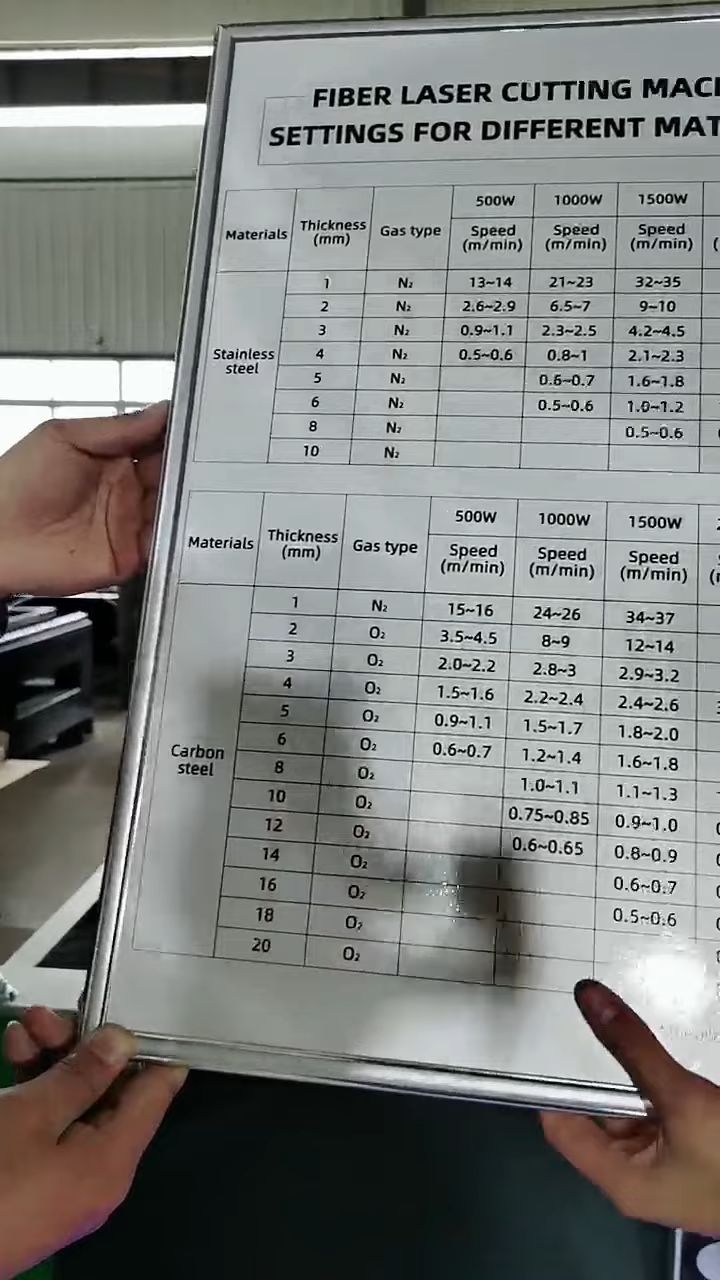 FIBER LASER CUTTING MAC
SETTINGS FOR DIFFERENT MAT
Materials Thickness (mm) Gas type 500W 1000W 1500W
Speed (m/min) Speed (m/min) Speed (m/min)
Stainless steel
1 N₂ 13~14 21~23 32~35
2 N₂ 2.6~2.9 6.5~7 9~10
3 N₂ 0.9~1.1 2.3~2.5 4.2~4.5
4 N₂ 0.5~0.6 0.8~1 2.1~2.3
5 N₂ 0.6~0.7 1.6~1.8
6 N₂ 0.5~0.6 1.0~1.2
8 N₂ 0.5~0.6
10 N₂
Materials Thickness (mm) Gas type 500W 1000W 1500W
Speed (m/min) Speed (m/min) Speed (m/min)
Carbon steel
1 N₂ 15~16 24~26 34~37
2 O₂ 3.5~4.5 8~9 12~14
3 O₂ 2.0~2.2 2.8~3 2.9~3.2
4 O₂ 1.5~1.6 2.2~2.4 2.4~2.6
5 O₂ 0.9~1.1 1.5~1.7 1.8~2.0
6 O₂ 0.6~0.7 1.2~1.4 1.6~1.8
8 O₂ 1.0~1.1 1.1~1.3
10 O₂ 0.75~0.85 0.9~1.0
12 O₂ 0.6~0.65 0.8~0.9
14 O₂ 0.6~0.7
16 O₂ 0.5~0.6
18 O₂
20 O₂